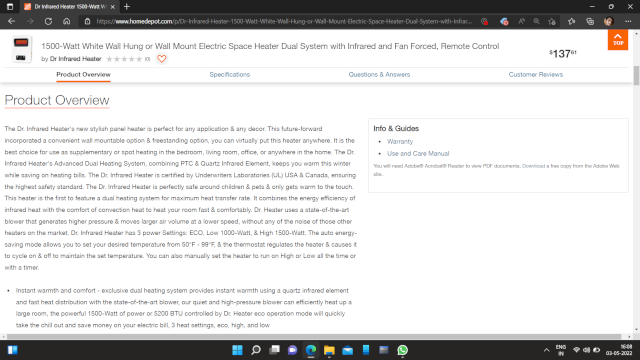 Dr Infrared Heater 1500-Watt W
https://www.homedepot.com/p/Dr-Infrared-Heater-1500-Watt-White-Wall-Hung-or-Wall-Mount-Electric-Space-Heater-Dual-System-with-Infrar...
1500-Watt White Wall Hung or Wall Mount Electric Space Heater Dual System with Infrared and Fan Forced, Remote Control
by Dr Infrared Heater (0)
$137 61
TOP
Product Overview Specifications Questions & Answers Customer Reviews
Product Overview
The Dr. Infrared Heater's new stylish panel heater is perfect for any application & any decor. This future-forward
incorporated a convenient wall mountable option & freestanding option, you can virtually put this heater anywhere. It is the
best choice for use as supplementary or spot heating in the bedroom, living room, office, or anywhere in the home. The Dr.
Infrared Heater's Advanced Dual Heating System, combining PTC & Quartz Infrared Element, keeps you warm this winter
while saving on heating bills. The Dr. Infrared Heater is certified by Underwriters Laboratories (UL) USA & Canada, ensuring
the highest safety standard. The Dr. Infrared Heater is perfectly safe around children & pets & only gets warm to the touch.
This heater is the first to feature a dual heating system for maximum heat transfer rate. It combines the energy efficiency of
infrared heat with the comfort of convection heat to heat your room fast & comfortably. Dr. Heater uses a state-of-the-art
blower that generates higher pressure & moves larger air volume at a lower speed, without any of the noise of those other
heaters on the market. Dr. Infrared Heater has 3 power Settings: ECO, Low 1000-Watt, & High 1500-Watt. The auto energy-
saving mode allows you to set your desired temperature from 50°F - 99°F, & the thermostat regulates the heater & causes it
to cycle on & off to maintain the set temperature. You can also manually set the heater to run on High or Low all the time or
with a timer.
• Instant warmth and comfort - exclusive dual heating system provides instant warmth using a quartz infrared element
and fast heat distribution with the state-of-the-art blower, our quiet and high-pressure blower can efficiently heat up a
large room, the powerful 1500-Watt of power or 5200 BTU controlled by Dr. Heater eco operation mode will quickly
take the chill out and save money on your electric bill, 3 heat settings, eco, high, and low
Info & Guides
• Warranty
• Use and Care Manual
You will need Adobe® Acrobat® Reader to view PDF documents. Download a free copy from the Adobe Web
site.
ENG
IN
16:08
03-05-2022